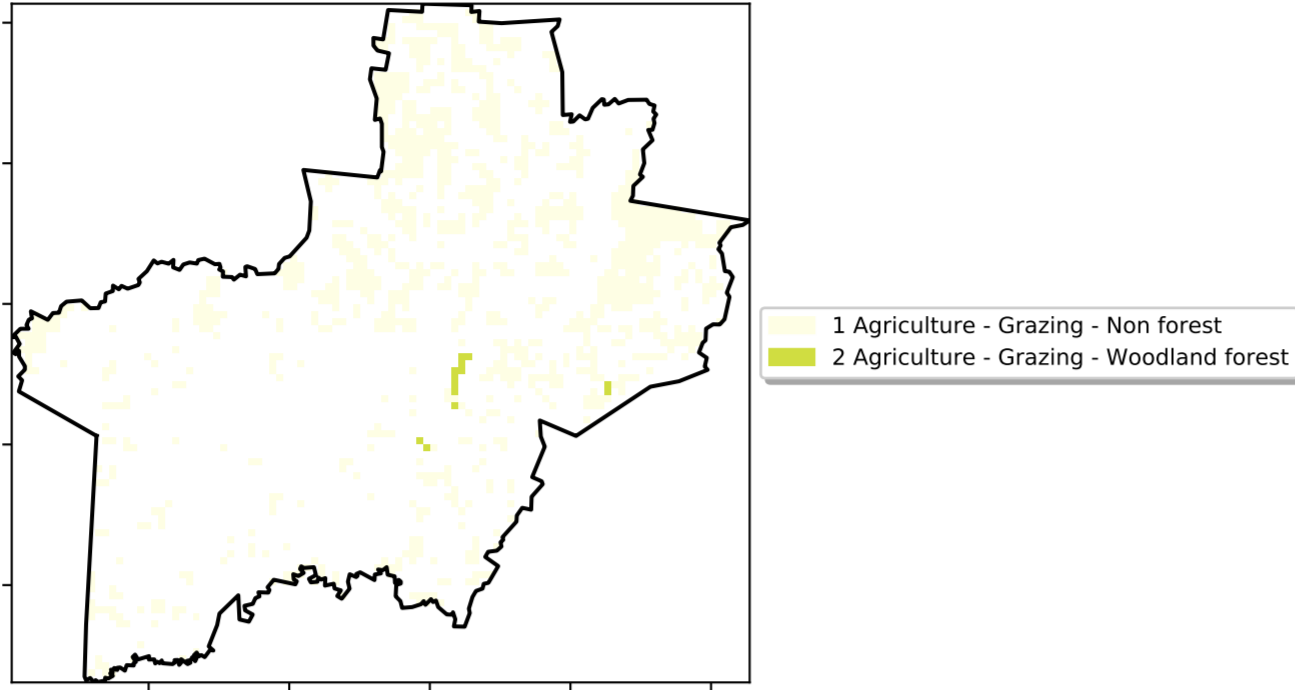 1 Agriculture - Grazing - Non forest
2 Agriculture - Grazing - Woodland forest